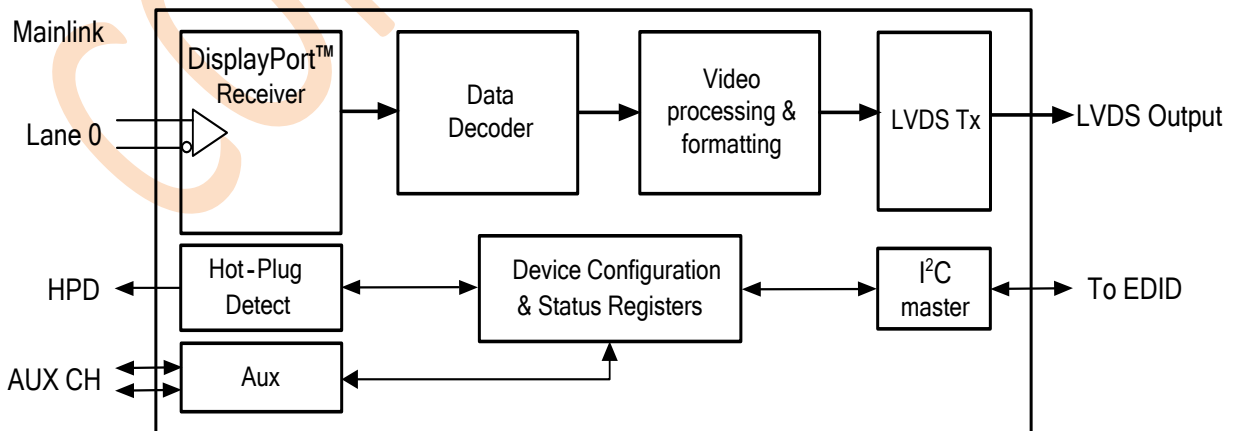 Mainlink
DisplayPort™
Receiver
Lane 0
Data
Decoder
Video
processing &
formatting
LVDS Tx
LVDS Output
HPD
Hot-Plug
Detect
Device Configuration
& Status Registers
I²C
master
To EDID
AUX CH
Aux